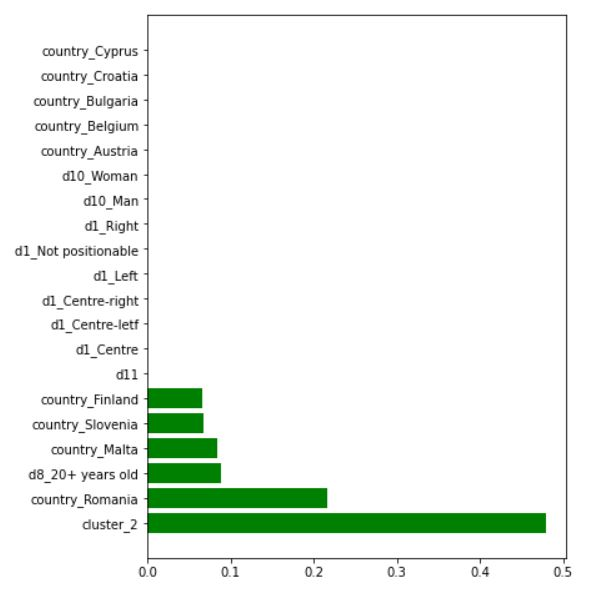 country_Cyprus
country_Croatia
country_Bulgaria
country_Belgium
country_Austria
d10_Woman
d10_Man
d1_Right
d1_Not positionable
d1_Left
d1_Centre-right
d1_Centre-letf
d1_Centre
d11
country_Finland
country_Slovenia
country_Malta
d8_20+ years old
country_Romania
cluster_2
0.0 0.1 0.2 0.3 0.4 0.5